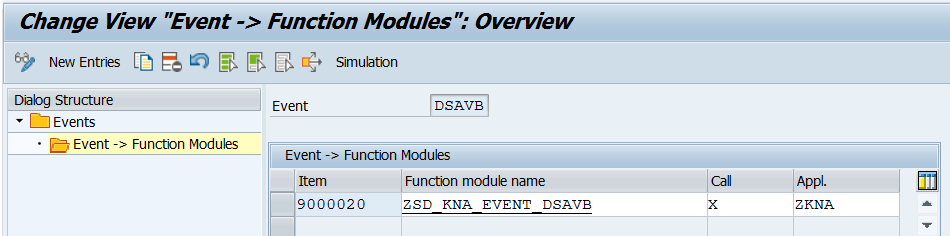 Change View "Event -> Function Modules": Overview
New Entries Simulation
Dialog Structure
Events
Event -> Function Modules
Event DSAVB
Event -> Function Modules
Item Function module name Call Appl.
9000020 ZSD_KNA_EVENT_DSAVB X ZKNA